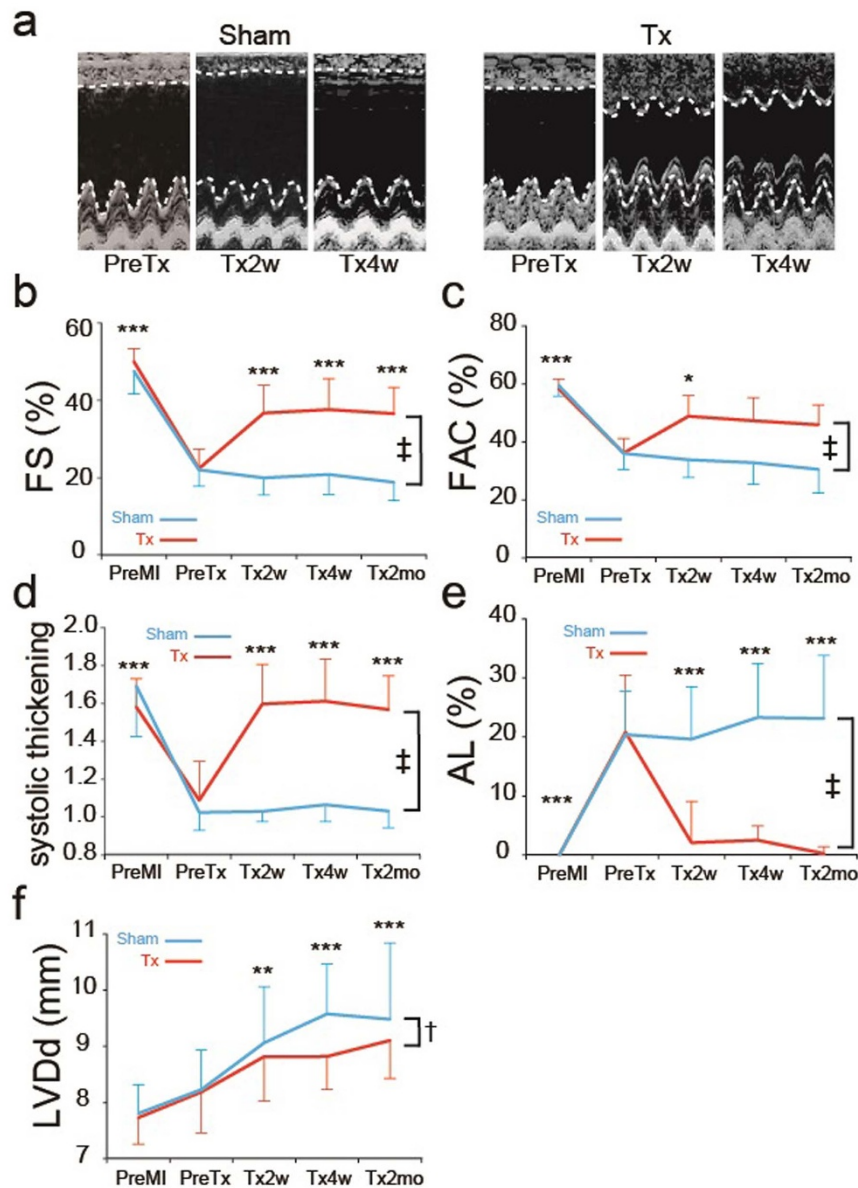 a
Sham Tx
PreTx Tx2w Tx4w PreTx Tx2w Tx4w
b
FS (%)
60
40
20
0
*** *** *** ***
‡
Sham
Tx
PreMI PreTx Tx2w Tx4w Tx2mo
c
FAC (%)
80
60
40
20
0
*** *
‡
Sham
Tx
PreMI PreTx Tx2w Tx4w Tx2mo
d
systolic thickening
2.0
1.8
1.6
1.4
1.2
1.0
0.8
Sham
Tx
*** *** *** ***
‡
PreMI PreTx Tx2w Tx4w Tx2mo
e
AL (%)
40
30
20
10
0
Sham
Tx
*** *** *** ***
‡
PreMI PreTx Tx2w Tx4w Tx2mo
f
LVDd (mm)
11
10
9
8
7
Sham
Tx
** *** ***
†
PreMI PreTx Tx2w Tx4w Tx2mo